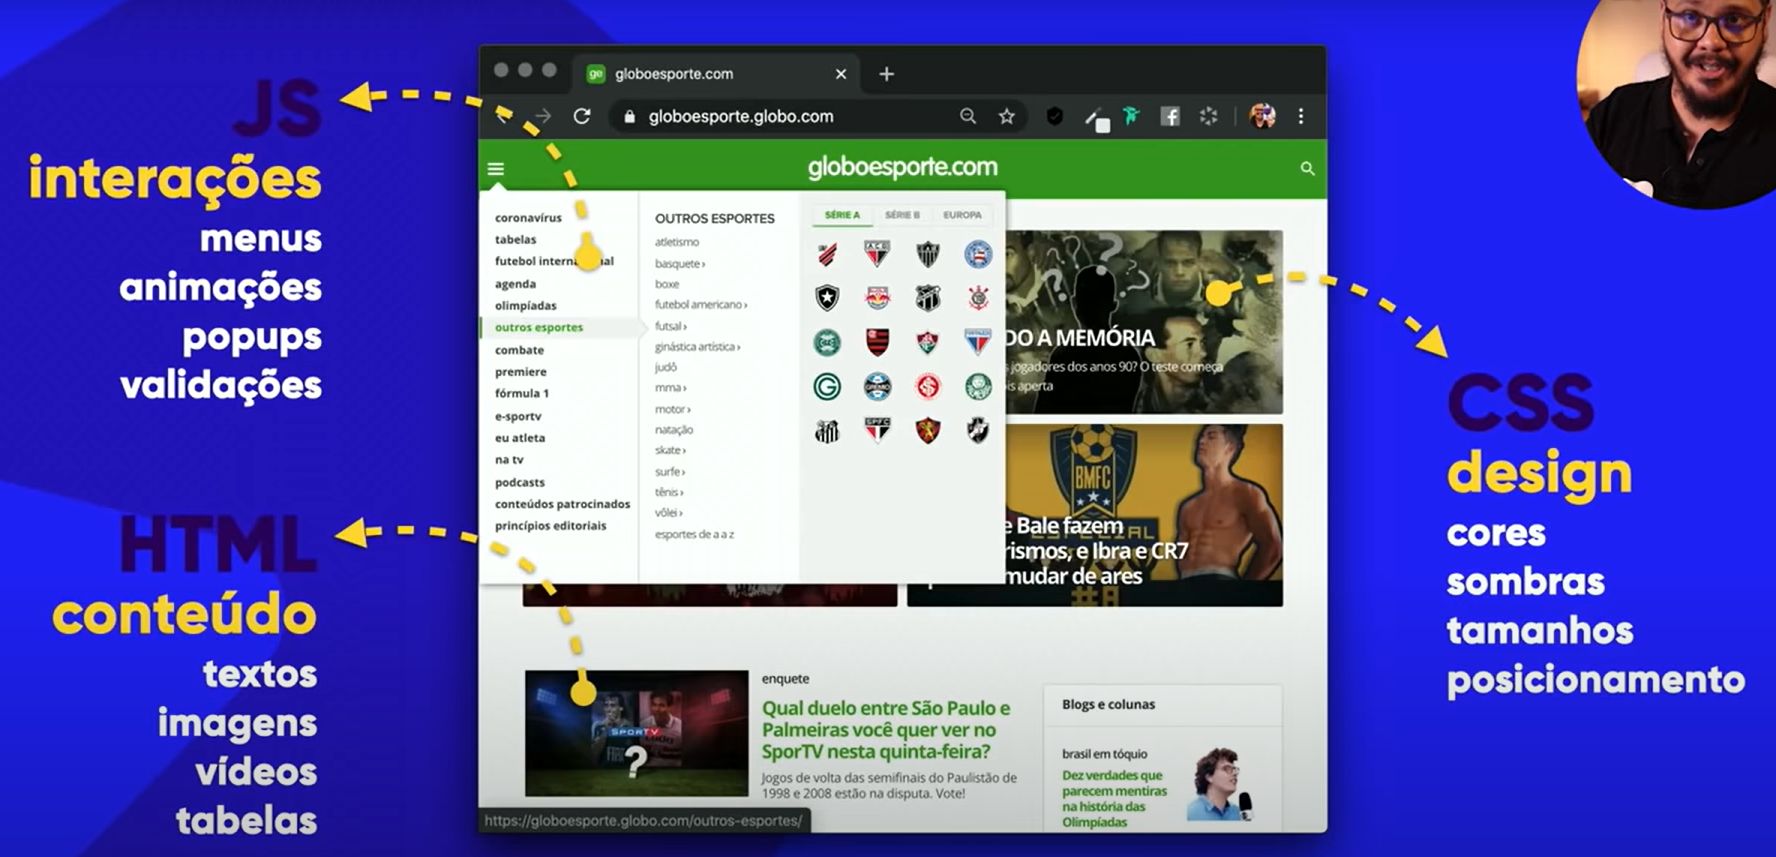 JS
interações
menus
animações
popups
validações
HTML
conteúdo
textos
imagens
vídeos
tabelas
ge globoesporte.com
globoesporte.globo.com
globoesporte.com
coronavírus
tabelas
futebol
agenda
olimpíadas
outros esportes
combate
premiere
fórmula 1
e-sportv
eu atleta
na tv
podcasts
conteúdos patrocinados
princípios editoriais
OUTROS ESPORTES
atletismo
basquete ›
boxe
futebol americano ›
futsal ›
ginástica artística ›
judô
mma ›
motor ›
natação
skate ›
surfe ›
tênis ›
vôlei ›
esportes de a a z
SÉRIE A
SÉRIE B
EUROPA
GRÊMIO
SPFC
DO A MEMÓRIA
jogadores dos anos 90? O teste começa
is aperta
BMFC
e Bale fazem
rismos, e Ibra e CR7
mudar de ares
#8
SPORTV
?
enquete
Qual duelo entre São Paulo e
Palmeiras você quer ver no
SporTV nesta quinta-feira?
Jogos de volta das semifinais do Paulistão de
1998 e 2008 estão na disputa. Vote!
Blogs e colunas
brasil em tóquio
Dez verdades que
parecem mentiras
na história das
Olimpíadas
https://globoesporte.globo.com/outros-esportes/
CSS
design
cores
sombras
tamanhos
posicionamento